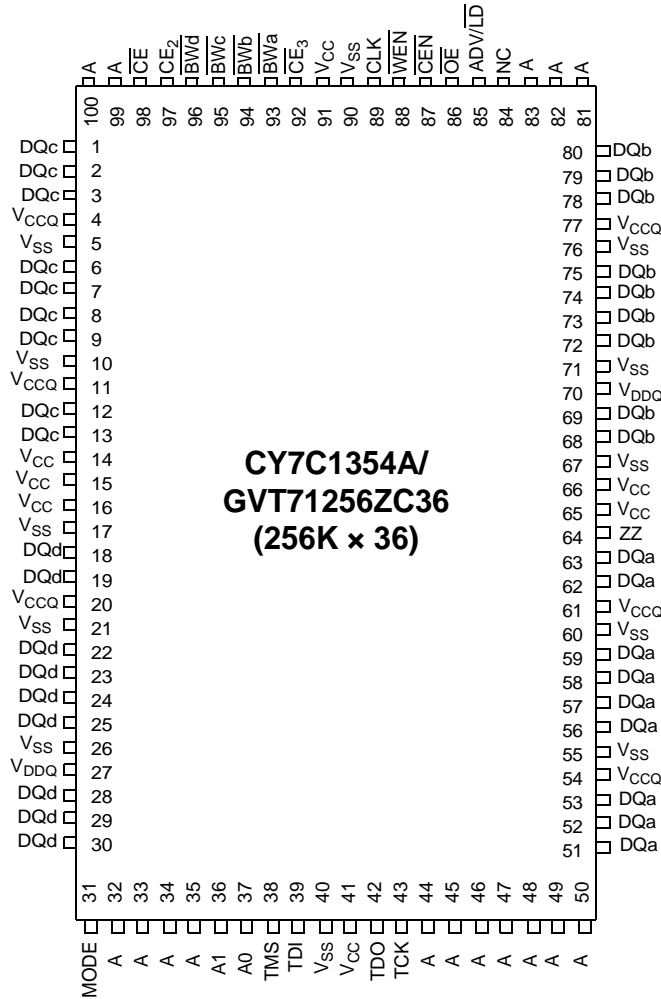 A A CE CE2 BWd BWc BWb BWa CE3 VCC VSS CLK WEN CEN OE ADV/LD NC A A A
100 99 98 97 96 95 94 93 92 91 90 89 88 87 86 85 84 83 82 81
DQc 1
DQc 2
DQc 3
VCCQ 4
VSS 5
DQc 6
DQc 7
DQc 8
DQc 9
VSS 10
VCCQ 11
DQc 12
DQc 13
VCC 14
VCC 15
VCC 16
VSS 17
DQd 18
DQd 19
VCCQ 20
VSS 21
DQd 22
DQd 23
DQd 24
DQd 25
VSS 26
VDDQ 27
DQd 28
DQd 29
DQd 30
CY7C1354A/
GVT71256ZC36
(256K × 36)
80 DQb
79 DQb
78 DQb
77 VCCQ
76 VSS
75 DQb
74 DQb
73 DQb
72 DQb
71 VSS
70 VDDQ
69 DQb
68 DQb
67 VSS
66 VCC
65 VCC
64 ZZ
63 DQa
62 DQa
61 VCCQ
60 VSS
59 DQa
58 DQa
57 DQa
56 DQa
55 VSS
54 VCCQ
53 DQa
52 DQa
51 DQa
31 32 33 34 35 36 37 38 39 40 41 42 43 44 45 46 47 48 49 50
MODE A A A A A1 A0 TMS TDI VSS VCC TDO TCK A A A A A A A